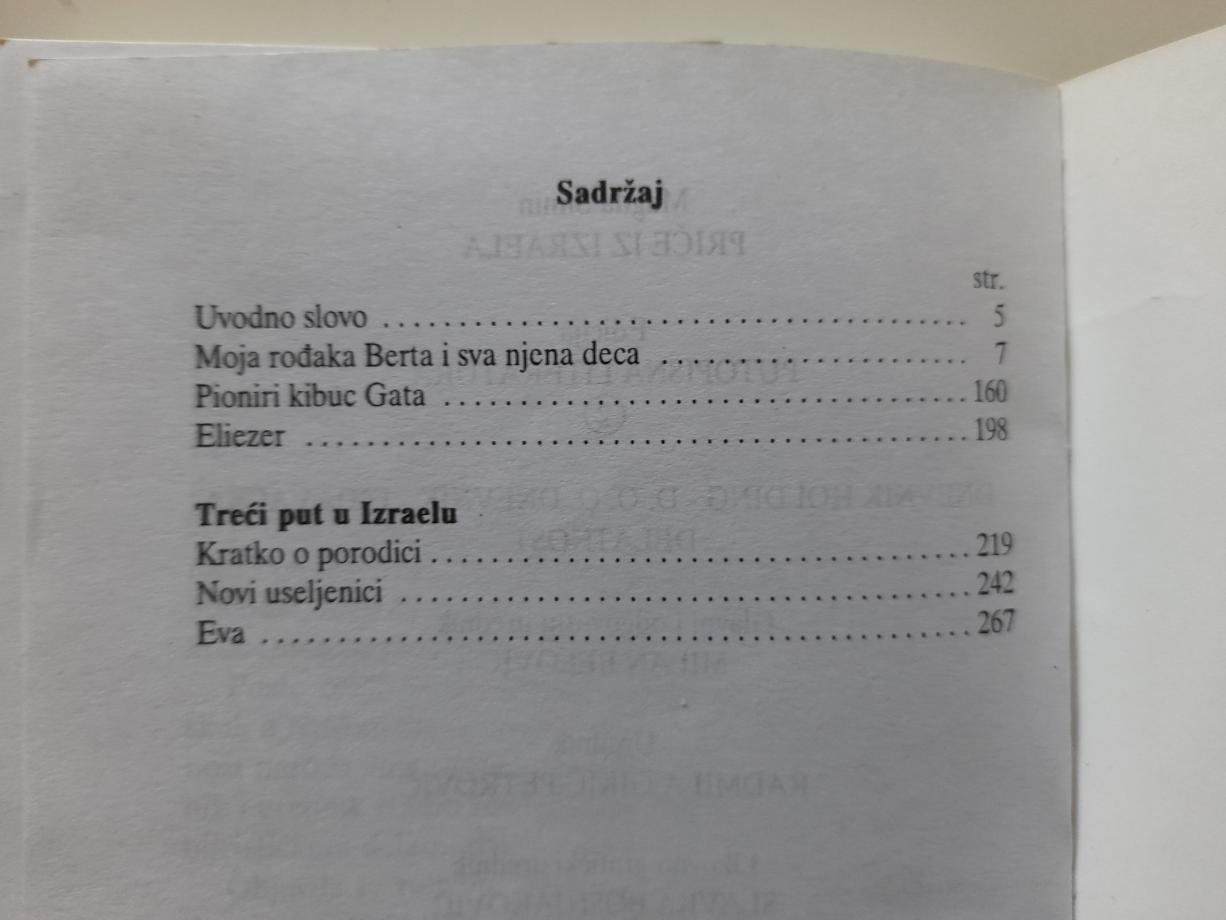 Sadržaj
str.
Uvodno slovo ........................................ 5
Moja rođaka Berta i sva njena deca ..................... 7
Pioniri kibuc Gata .................................... 160
Eliezer ............................................. 198
Treći put u Izraelu
Kratko o porodici ..................................... 219
Novi useljenici ....................................... 242
Eva ................................................ 267